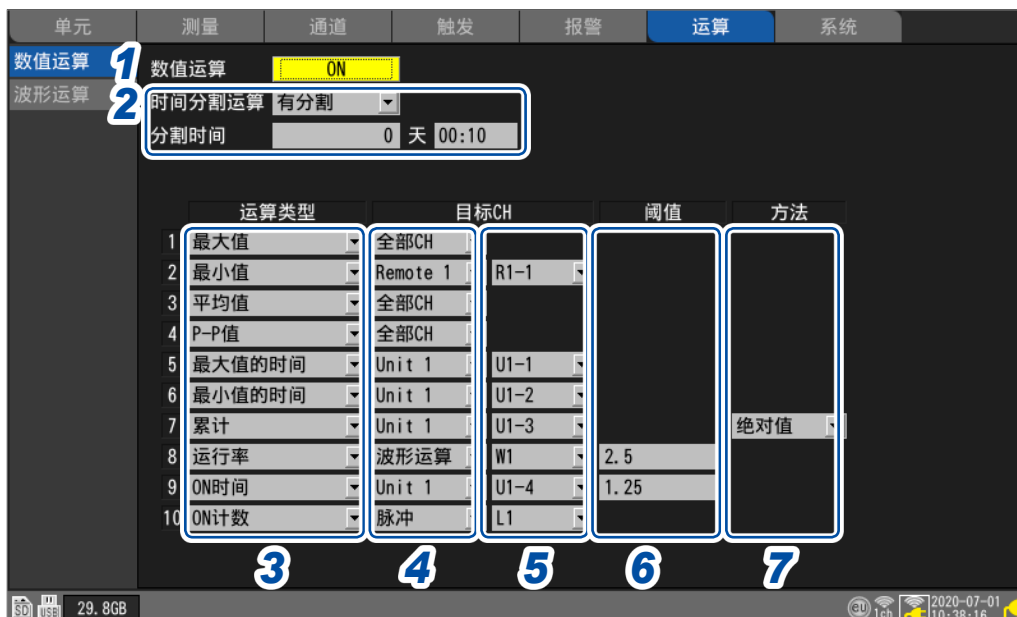 单元 测量 通道 触发 报警 运算 系统
数值运算 1 数值运算 ON
波形运算 2 时间分割运算 有分割
分割时间 0 天 00:10
运算类型 目标CH 阈值 方法
1 最大值 全部CH
2 最小值 Remote 1 R1-1
3 平均值 全部CH
4 P-P值 全部CH
5 最大值的时间 Unit 1 U1-1
6 最小值的时间 Unit 1 U1-2
7 累计 Unit 1 U1-3 绝对值
8 运行率 波形运算 W1 2.5
9 ON时间 Unit 1 U1-4 1.25
10 ON计数 脉冲 L1
3 4 5 6 7
SD USB 29.8GB eu 1ch 2020-07-01
10:38:16